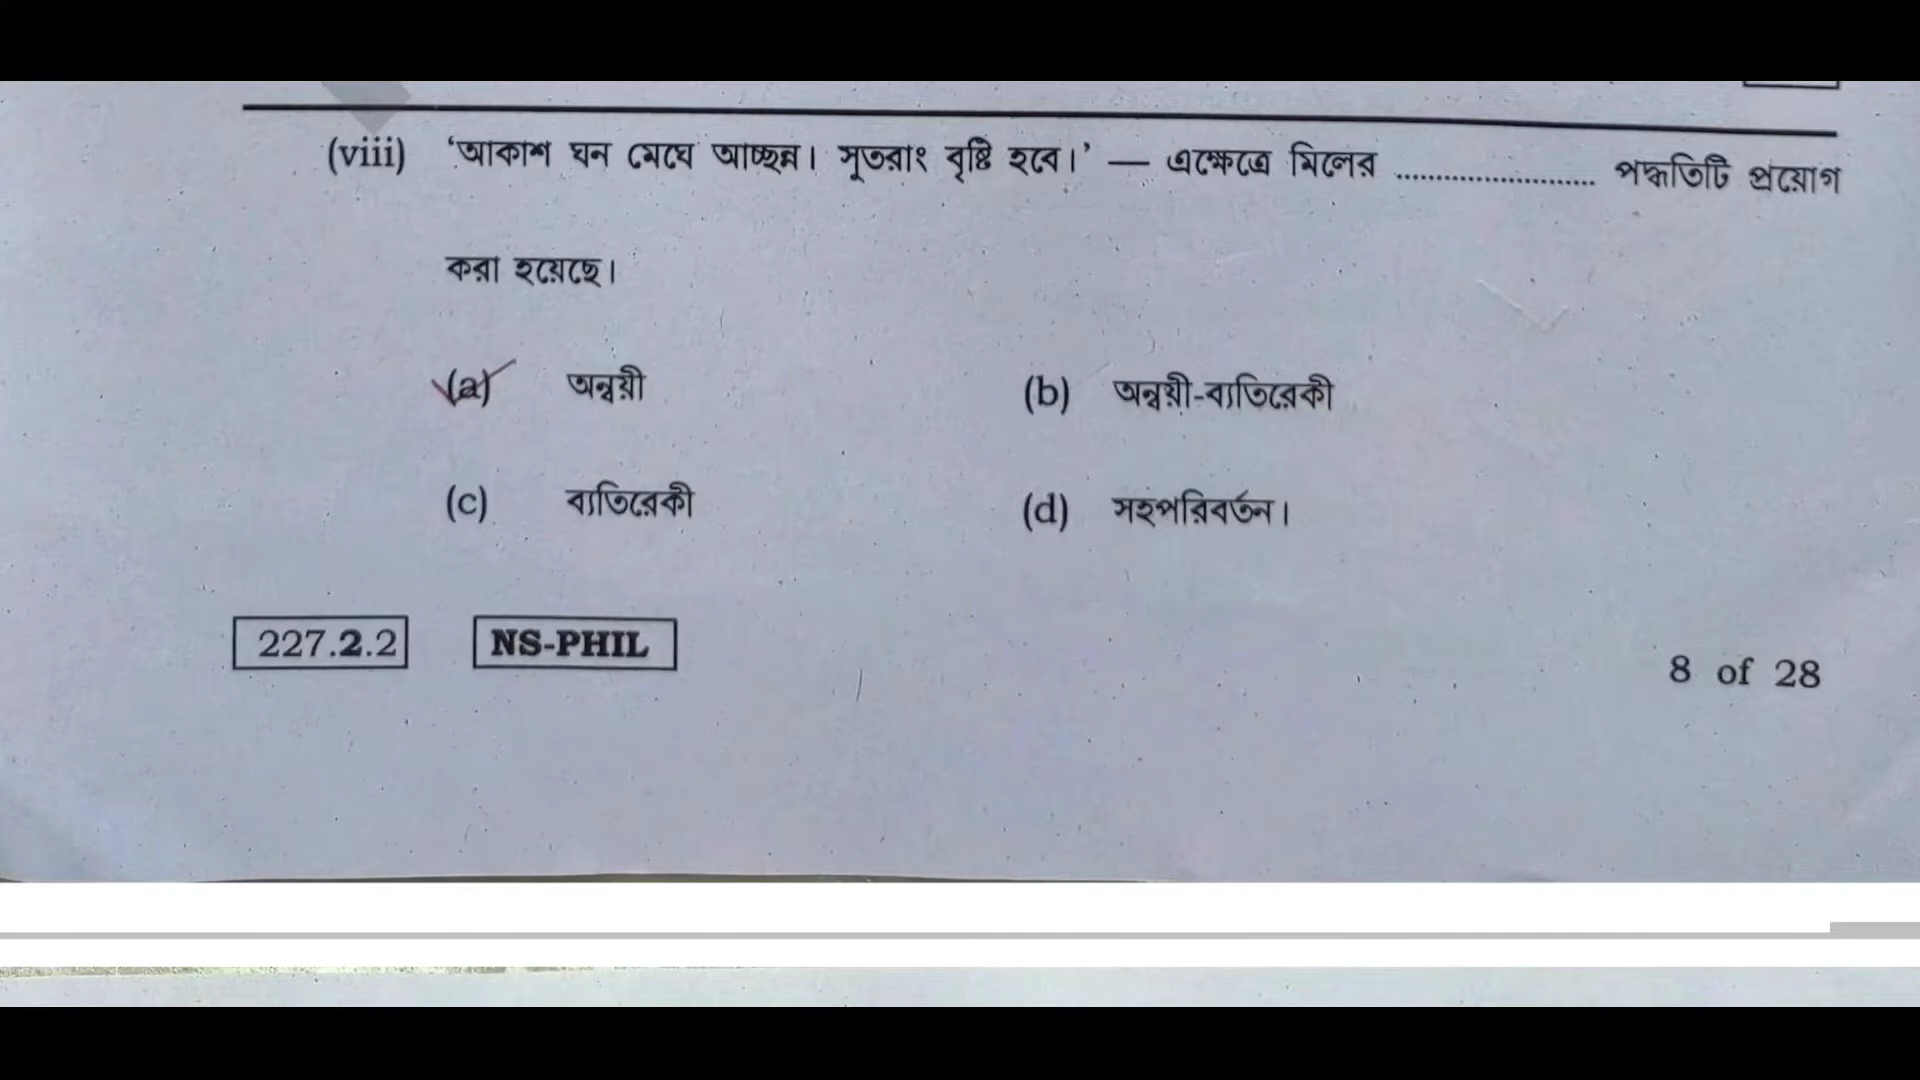 (viii) ‘আকাশ ঘন মেঘে আচ্ছন্ন। সুতরাং বৃষ্টি হবে।’ — এক্ষেত্রে মিলের .......................... পদ্ধতিটি প্রয়োগ
করা হয়েছে।
(a) অন্বয়ী (b) অন্বয়ী-ব্যতিরেকী
(c) ব্যতিরেকী (d) সহপরিবর্তন।
227.2.2 NS-PHIL 8 of 28